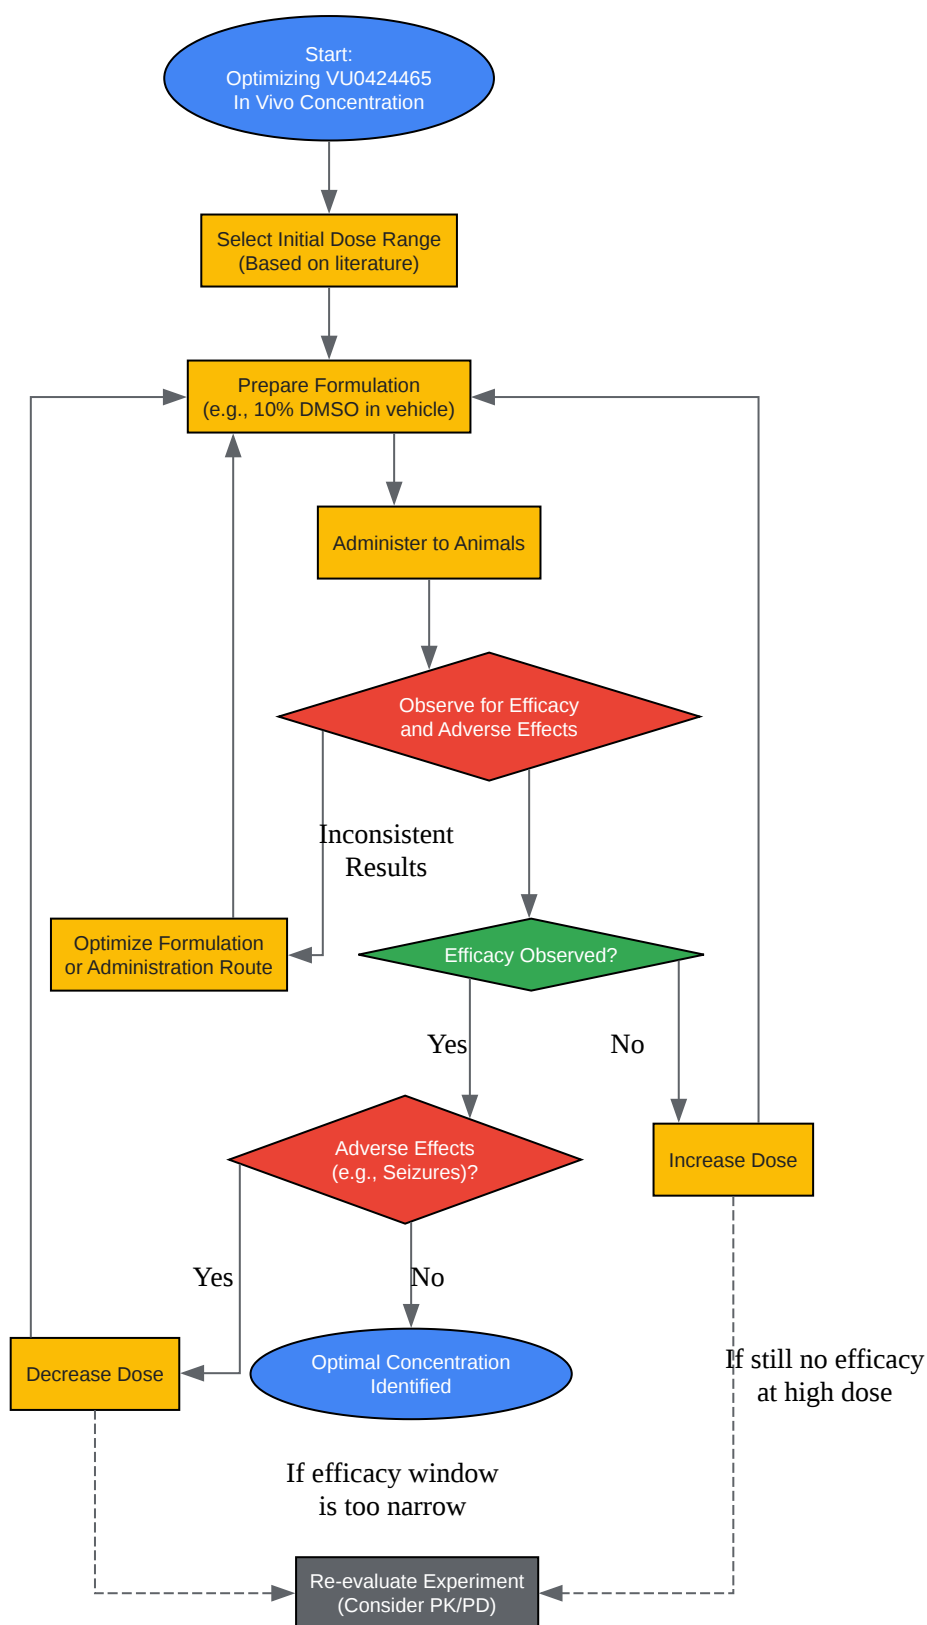 Start:
Optimizing VU0424465
In Vivo Concentration
Select Initial Dose Range
(Based on literature)
Prepare Formulation
(e.g., 10% DMSO in vehicle)
Administer to Animals
Observe for Efficacy
and Adverse Effects
Inconsistent
Results
Optimize Formulation
or Administration Route
Efficacy Observed?
Yes
No
Adverse Effects
(e.g., Seizures)?
Increase Dose
Yes
No
Decrease Dose
Optimal Concentration
Identified
If still no efficacy
at high dose
If efficacy window
is too narrow
Re-evaluate Experiment
(Consider PK/PD)